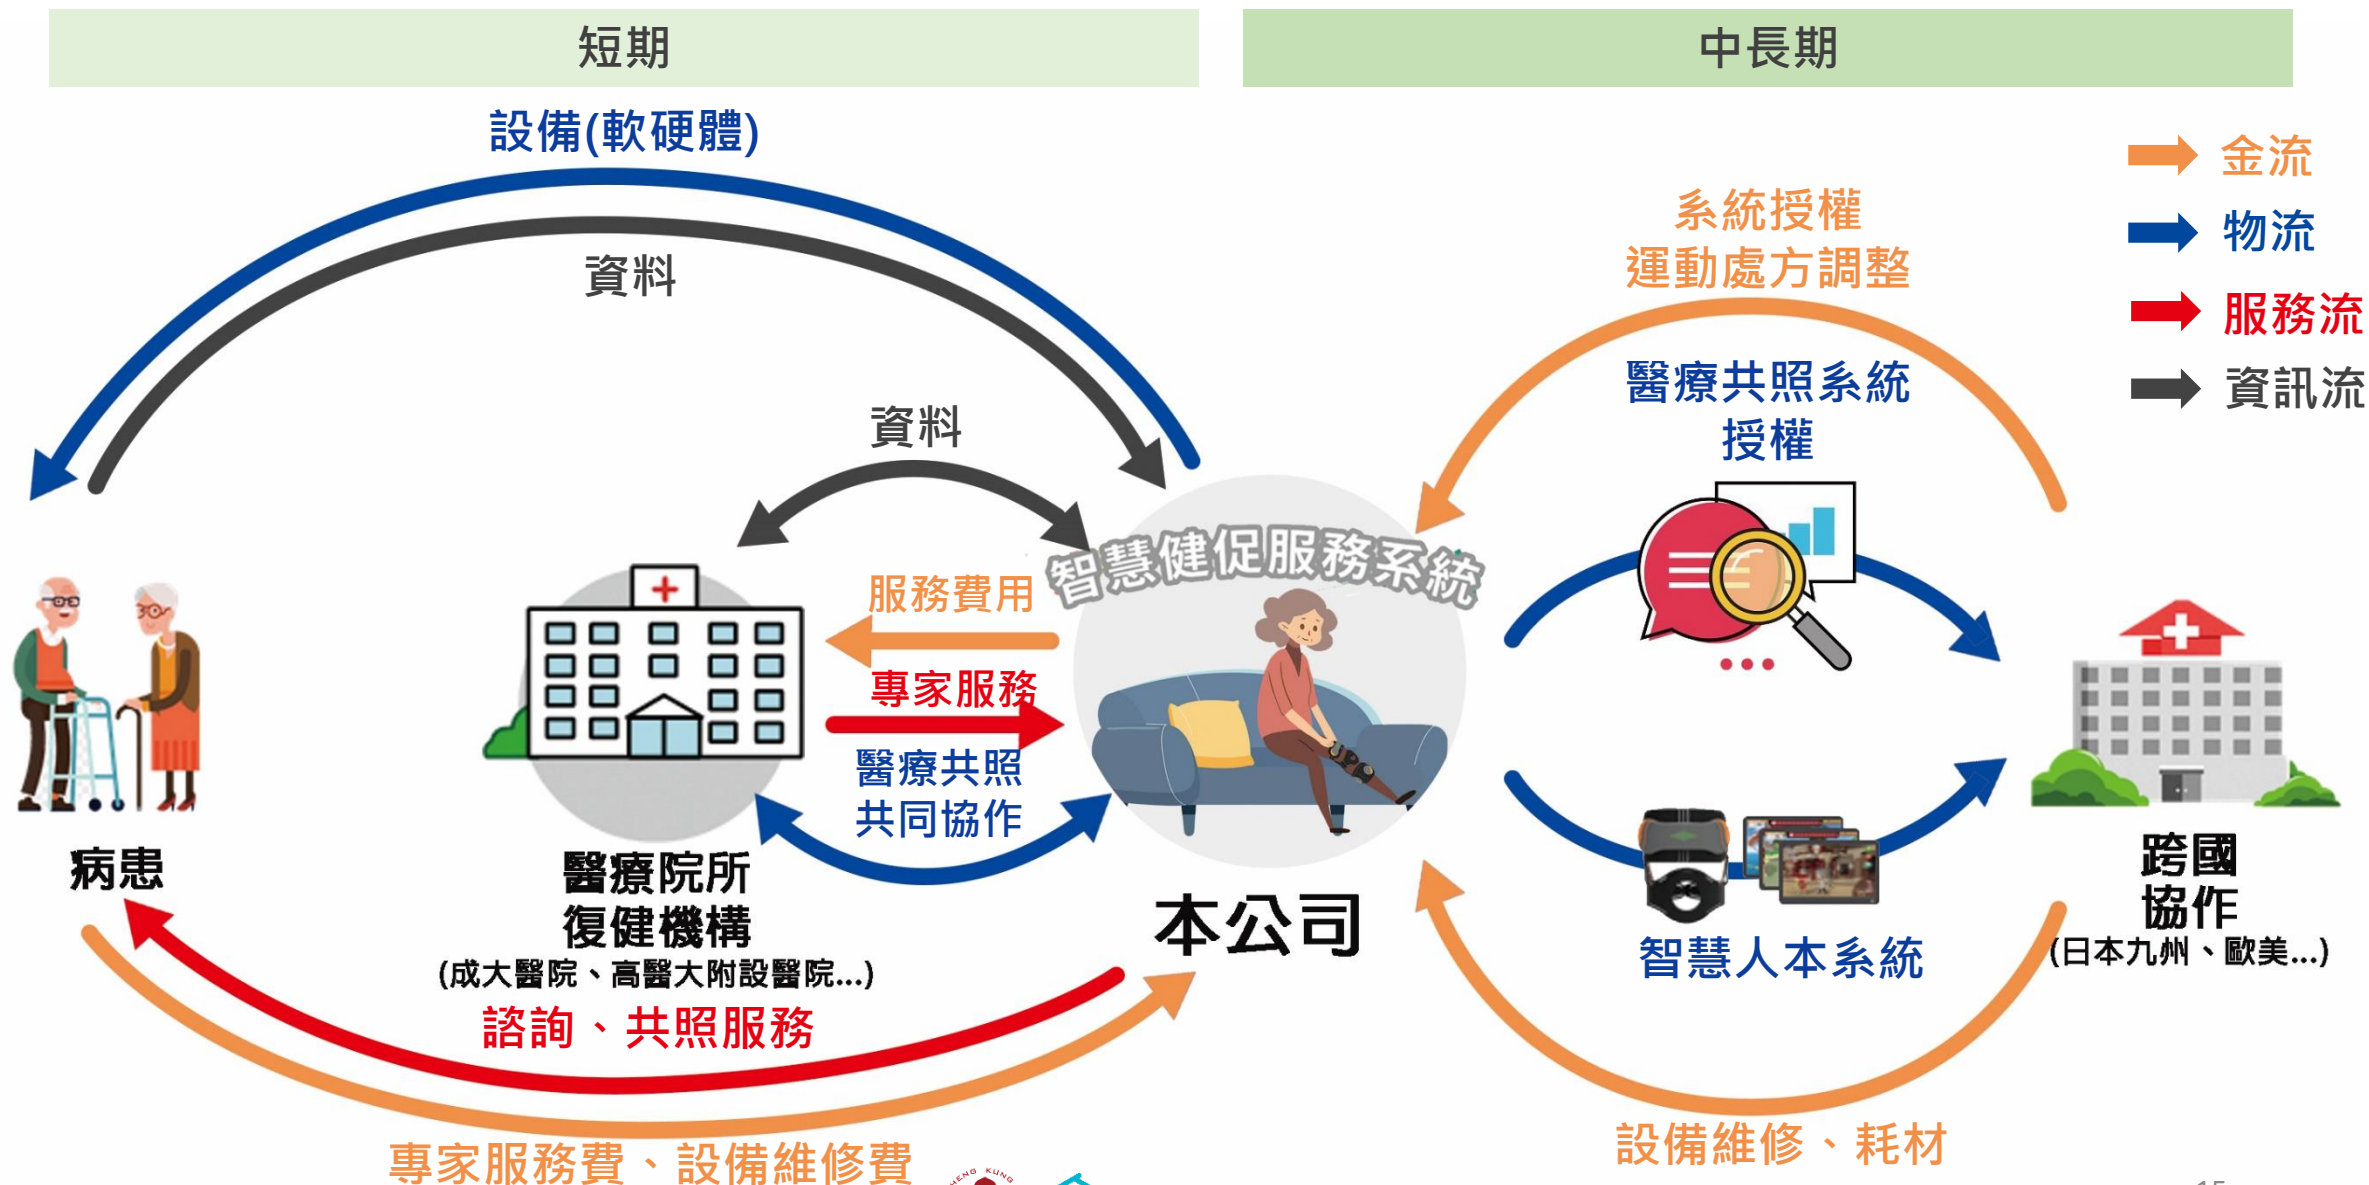 短期
中長期
設備(軟硬體)
資料
資料
系統授權
運動處方調整
醫療共照系統
授權
金流
物流
服務流
資訊流
智慧健促服務系統
服務費用
專家服務
醫療共照
共同協作
病患
醫療院所
復健機構
(成大醫院、高醫大附設醫院...)
本公司
智慧人本系統
跨國
協作
(日本九州、歐美...)
諮詢、共照服務
專家服務費、設備維修費
設備維修、耗材
HENG KUNG
15